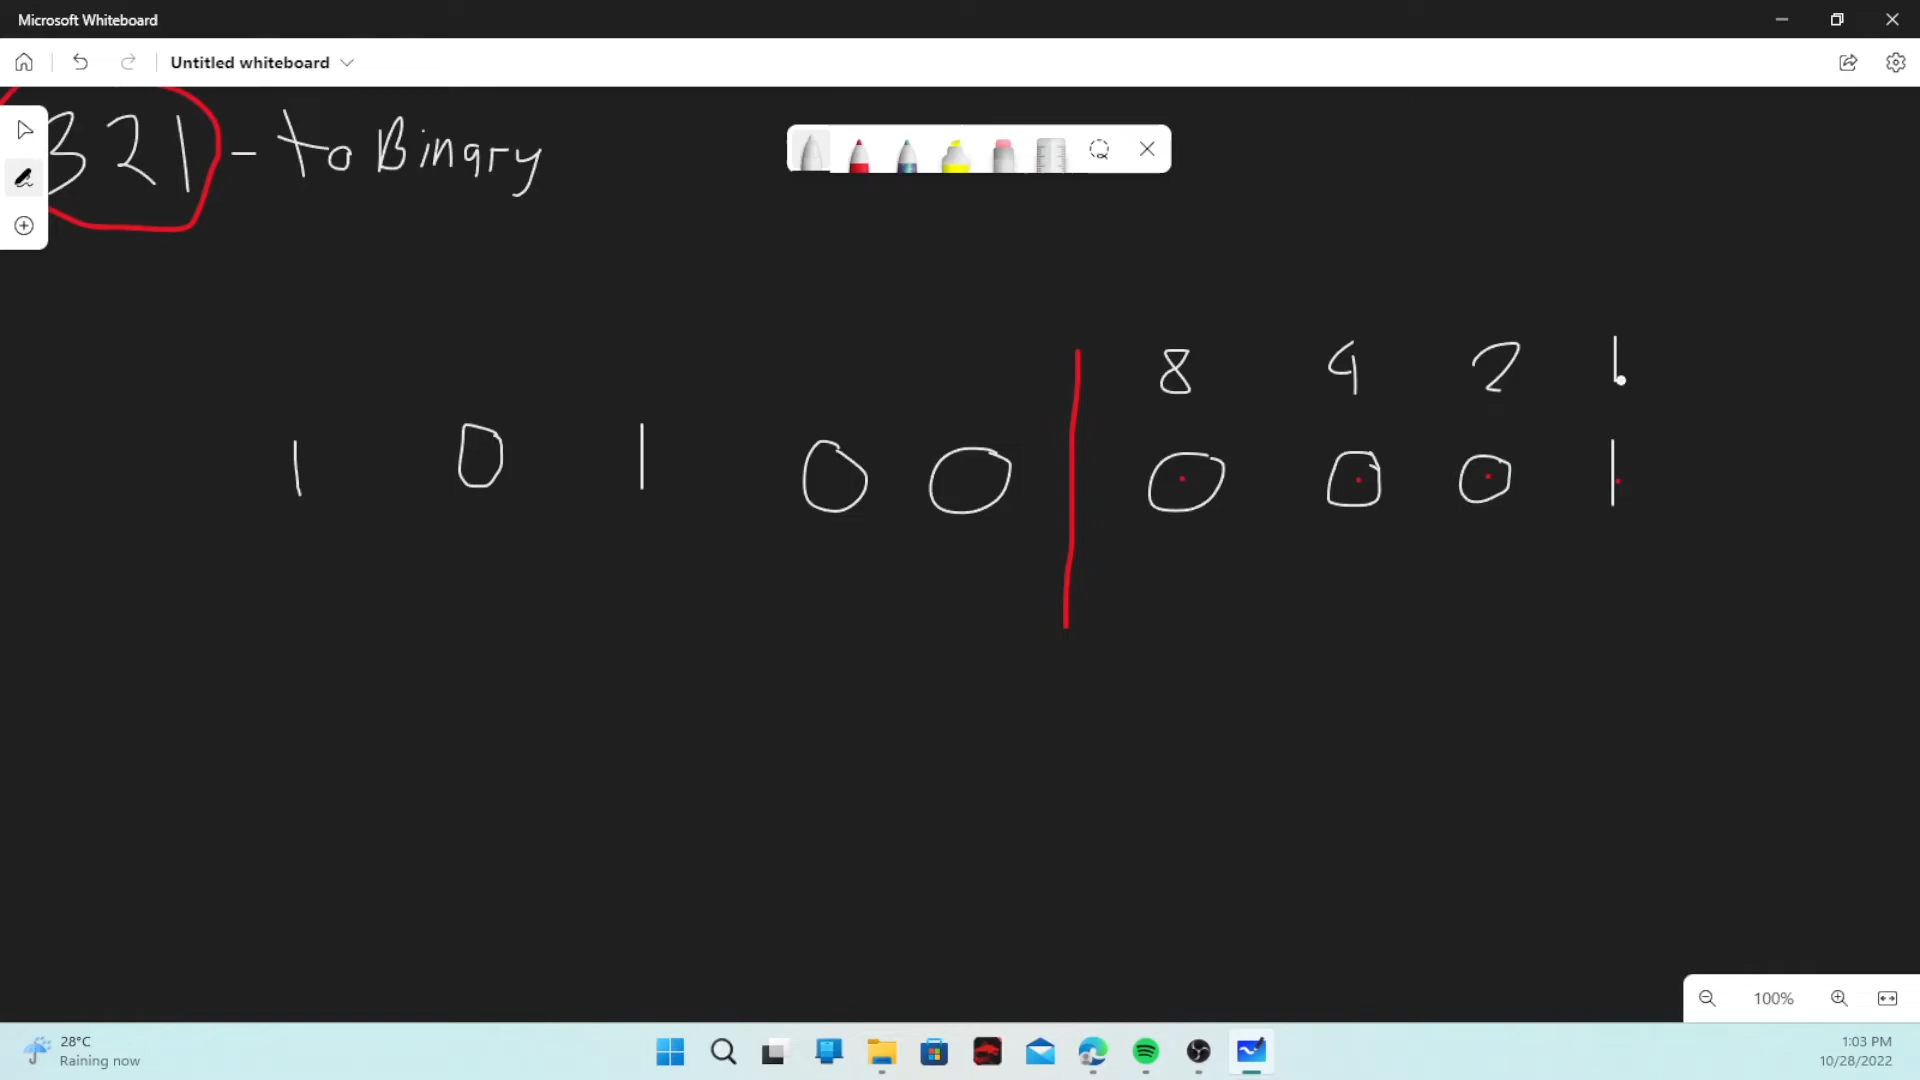 Microsoft Whiteboard
Untitled whiteboard
321 - to Binary
8 4 2 1
1 0 1 0 0 0 0 0 1
100%
28°C
Raining now
1:03 PM
10/28/2022